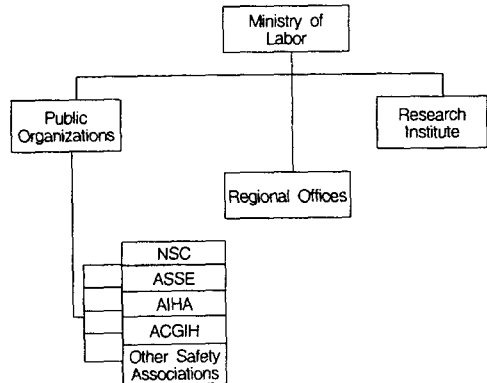 Ministry of
Labor
Public
Organizations
Research
Institute
Regional Offices
NSC
ASSE
AIHA
ACGIH
Other Safety
Associations